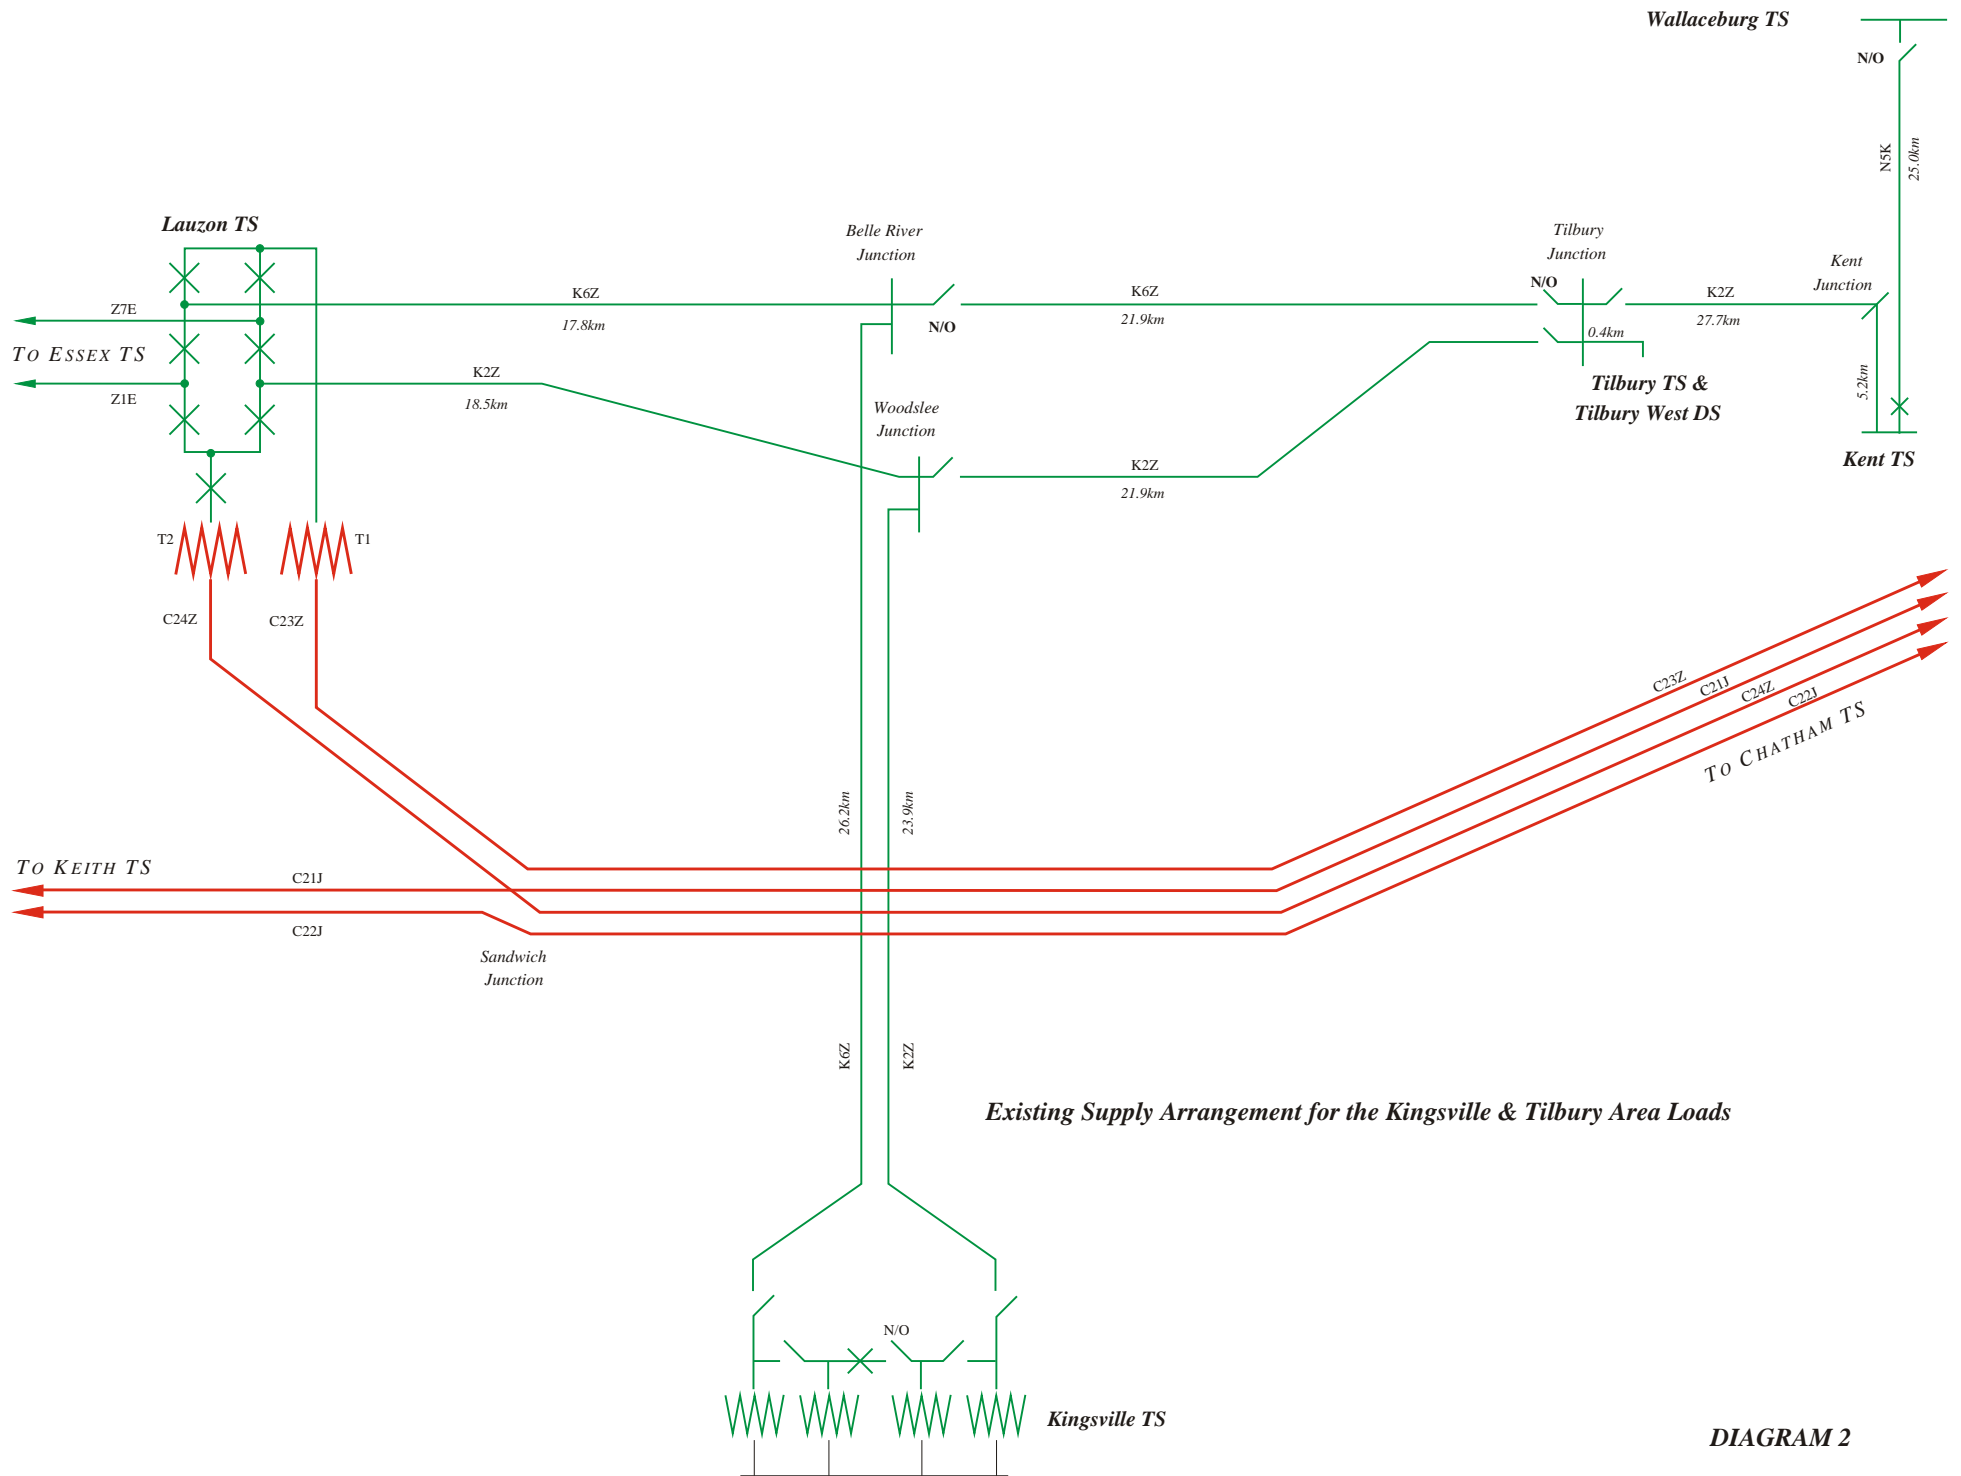 Wallaceburg TS
N/O
N5K
25.0km
Lauzon TS
Belle River
Junction
Tilbury
Junction
Kent
Junction
N/O
K6Z
17.8km
N/O
K6Z
21.9km
K2Z
27.7km
Z7E
TO ESSEX TS
Z1E
0.4km
K2Z
18.5km
Woodslee
Junction
Tilbury TS &
Tilbury West DS
5.2km
Kent TS
K2Z
21.9km
T2
T1
C24Z
C23Z
C23Z
C21J
C24Z
C22J
TO CHATHAM TS
26.2km
23.9km
TO KEITH TS
C21J
C22J
Sandwich
Junction
K6Z
K2Z
Existing Supply Arrangement for the Kingsville & Tilbury Area Loads
N/O
Kingsville TS
DIAGRAM 2